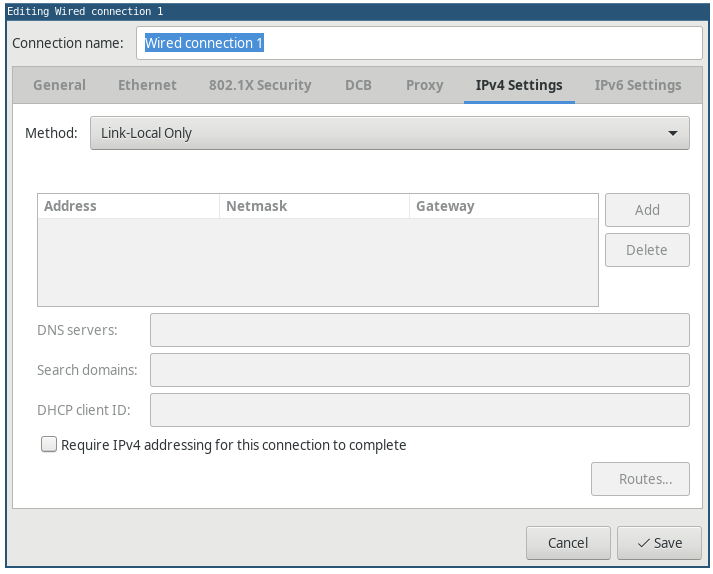 Editing Wired connection 1
Connection name: Wired connection 1
General Ethernet 802.1X Security DCB Proxy IPv4 Settings IPv6 Settings
Method: Link-Local Only
Address Netmask Gateway
Add
Delete
DNS servers:
Search domains:
DHCP client ID:
Require IPv4 addressing for this connection to complete
Routes...
Cancel Save